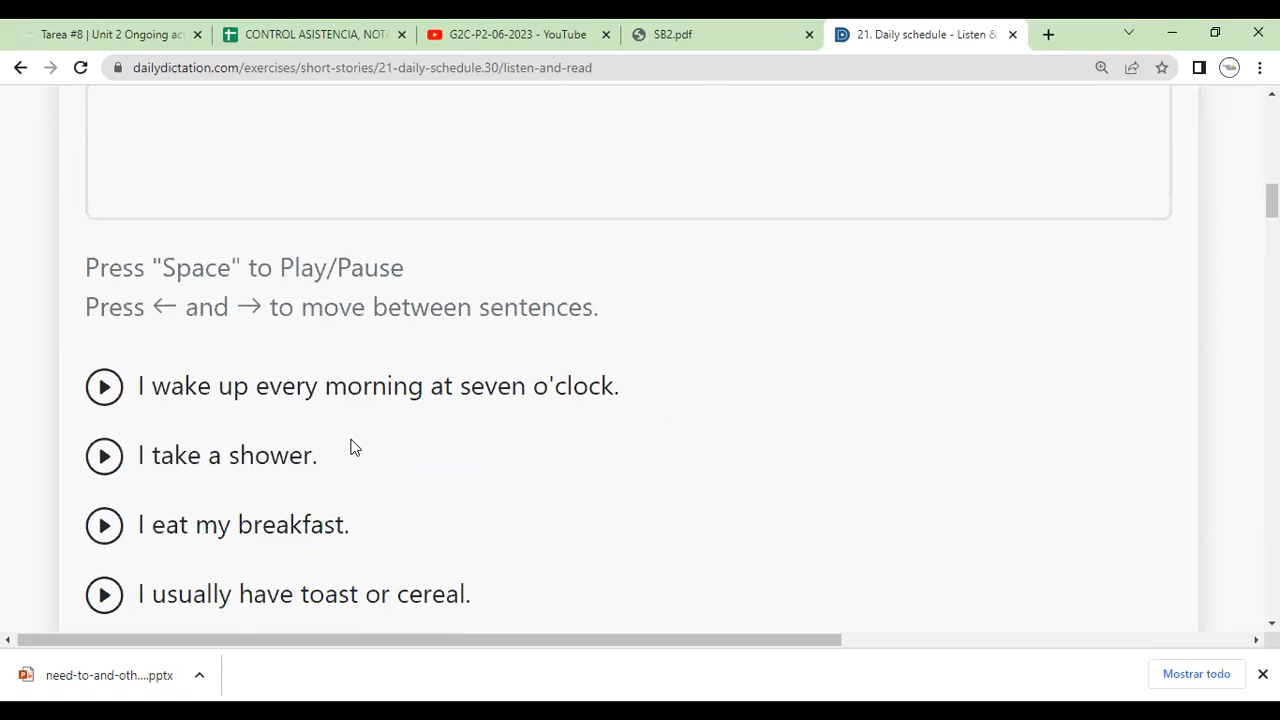 Tarea #8 | Unit 2 Ongoing ac
CONTROL ASISTENCIA, NOTA
G2C-P2-06-2023 - YouTube
SB2.pdf
21. Daily schedule - Listen &
dailydictation.com/exercises/short-stories/21-daily-schedule.30/listen-and-read
Press "Space" to Play/Pause
Press ← and → to move between sentences.
I wake up every morning at seven o'clock.
I take a shower.
I eat my breakfast.
I usually have toast or cereal.
need-to-and-oth....pptx
Mostrar todo